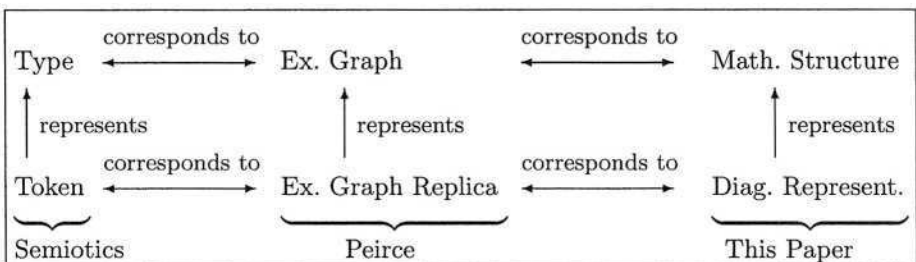 corresponds to corresponds to
Type Ex. Graph Math. Structure
represents represents represents
corresponds to corresponds to
Token Ex. Graph Replica Diag. Represent.
Semiotics Peirce This Paper